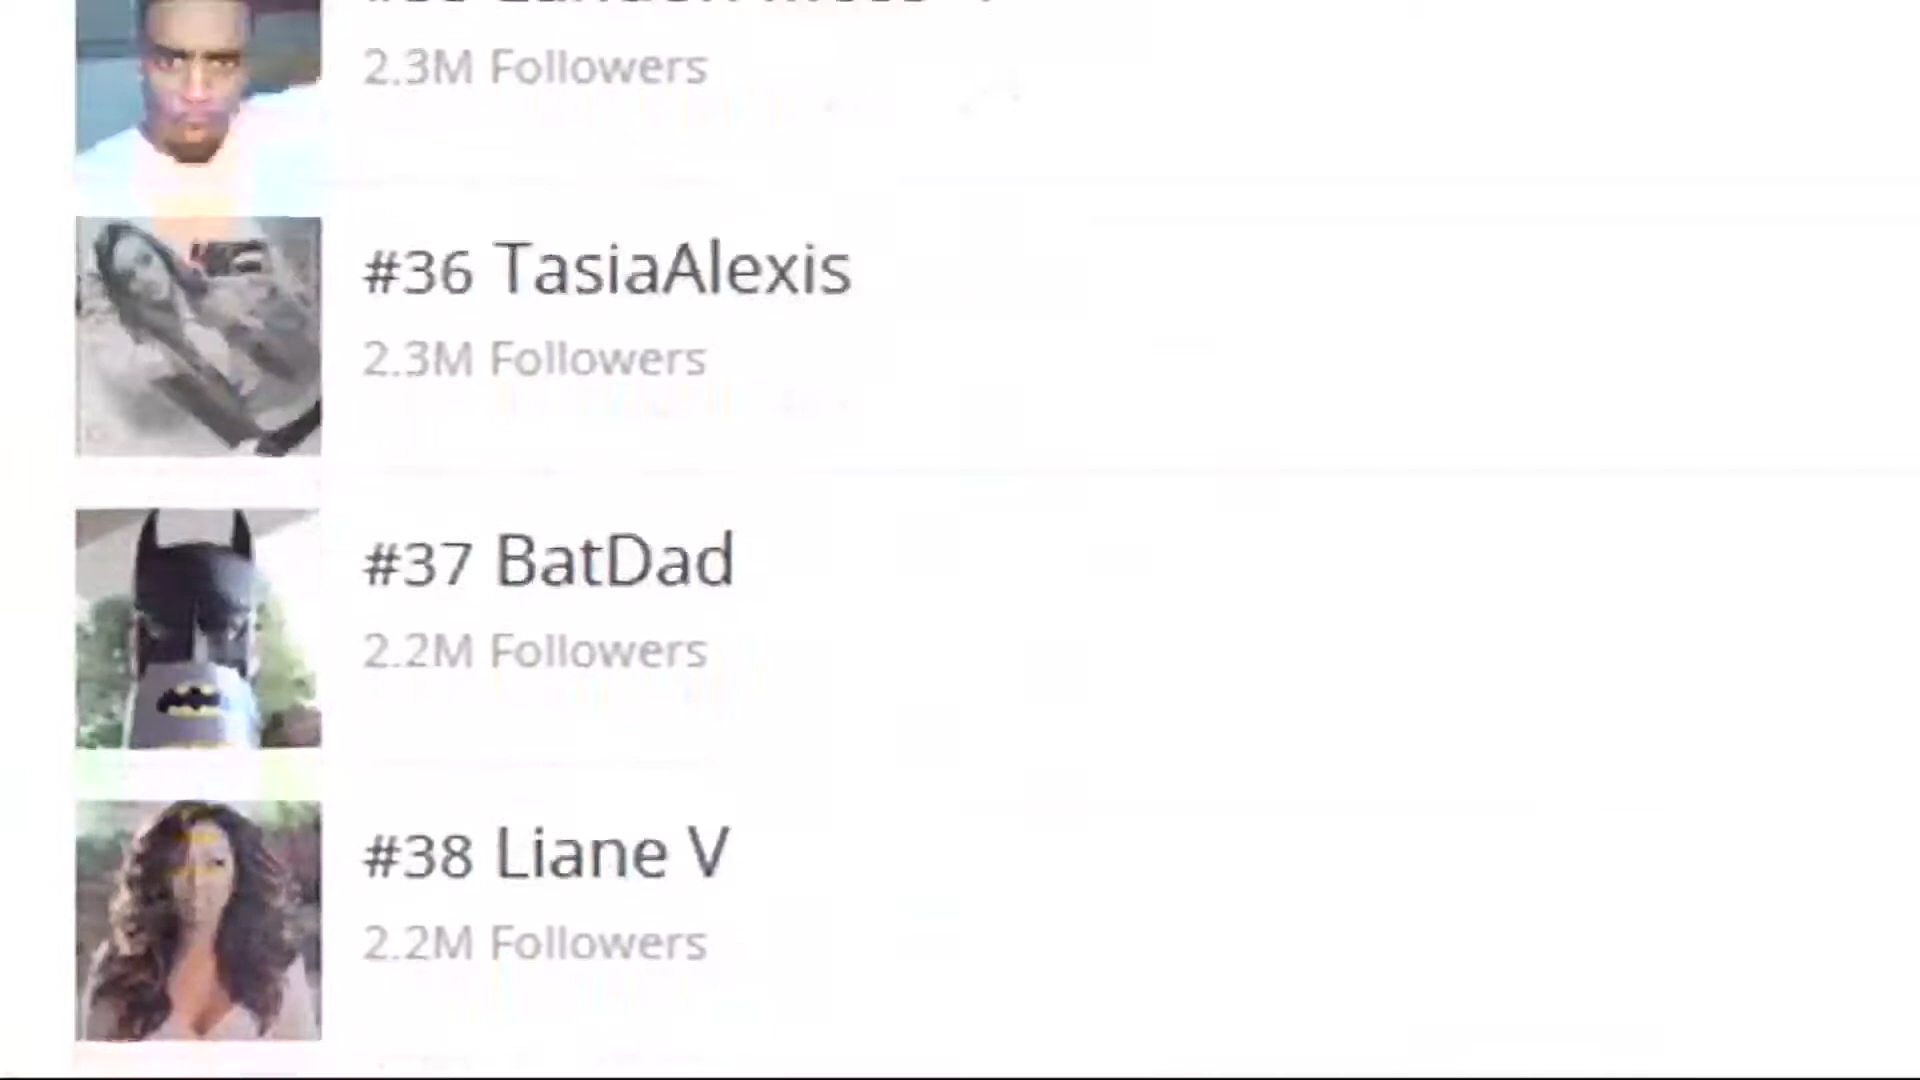 2.3M Followers
#36 TasiaAlexis
2.3M Followers
#37 BatDad
2.2M Followers
#38 Liane V
2.2M Followers